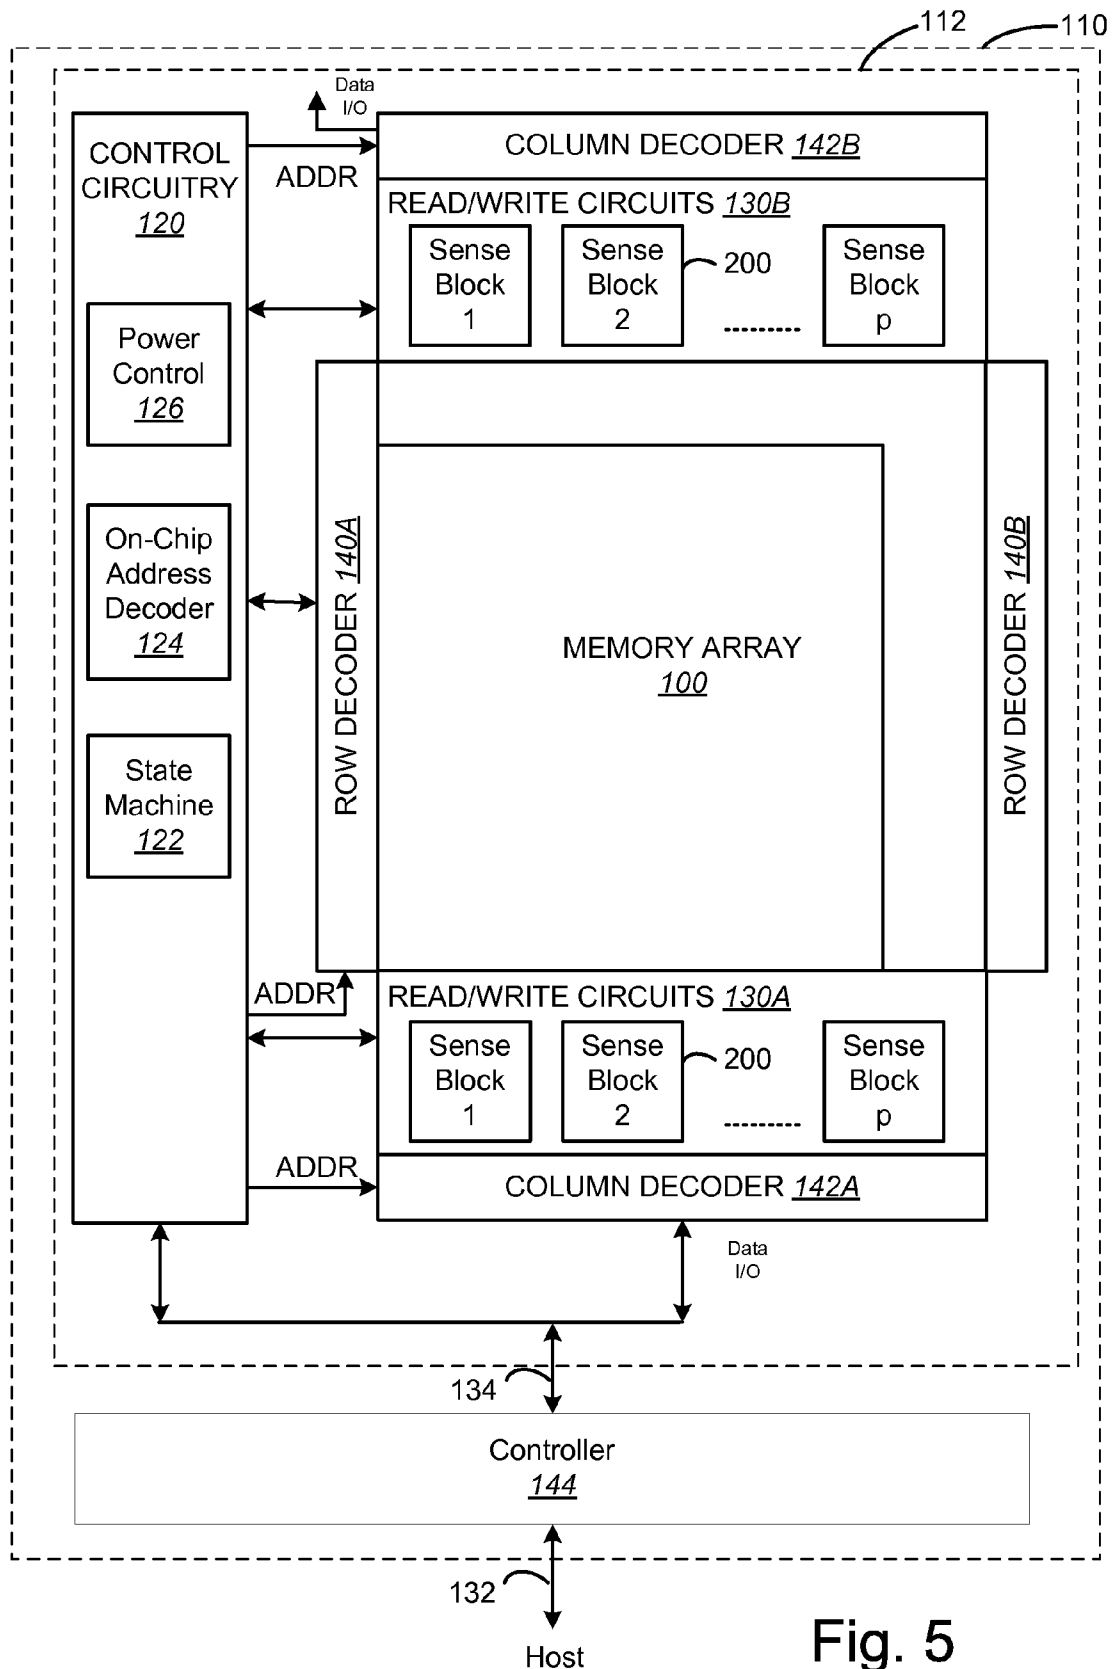 112
110
Data
I/O
COLUMN DECODER 142B
CONTROL
CIRCUITRY
120
ADDR
READ/WRITE CIRCUITS 130B
Sense
Block
1
Sense
Block
2
200
.........
Sense
Block
p
Power
Control
126
On-Chip
Address
Decoder
124
State
Machine
122
ROW DECODER 140A
MEMORY ARRAY
100
ROW DECODER 140B
ADDR
READ/WRITE CIRCUITS 130A
Sense
Block
1
Sense
Block
2
200
.........
Sense
Block
p
ADDR
COLUMN DECODER 142A
Data
I/O
134
Controller
144
132
Host
Fig. 5